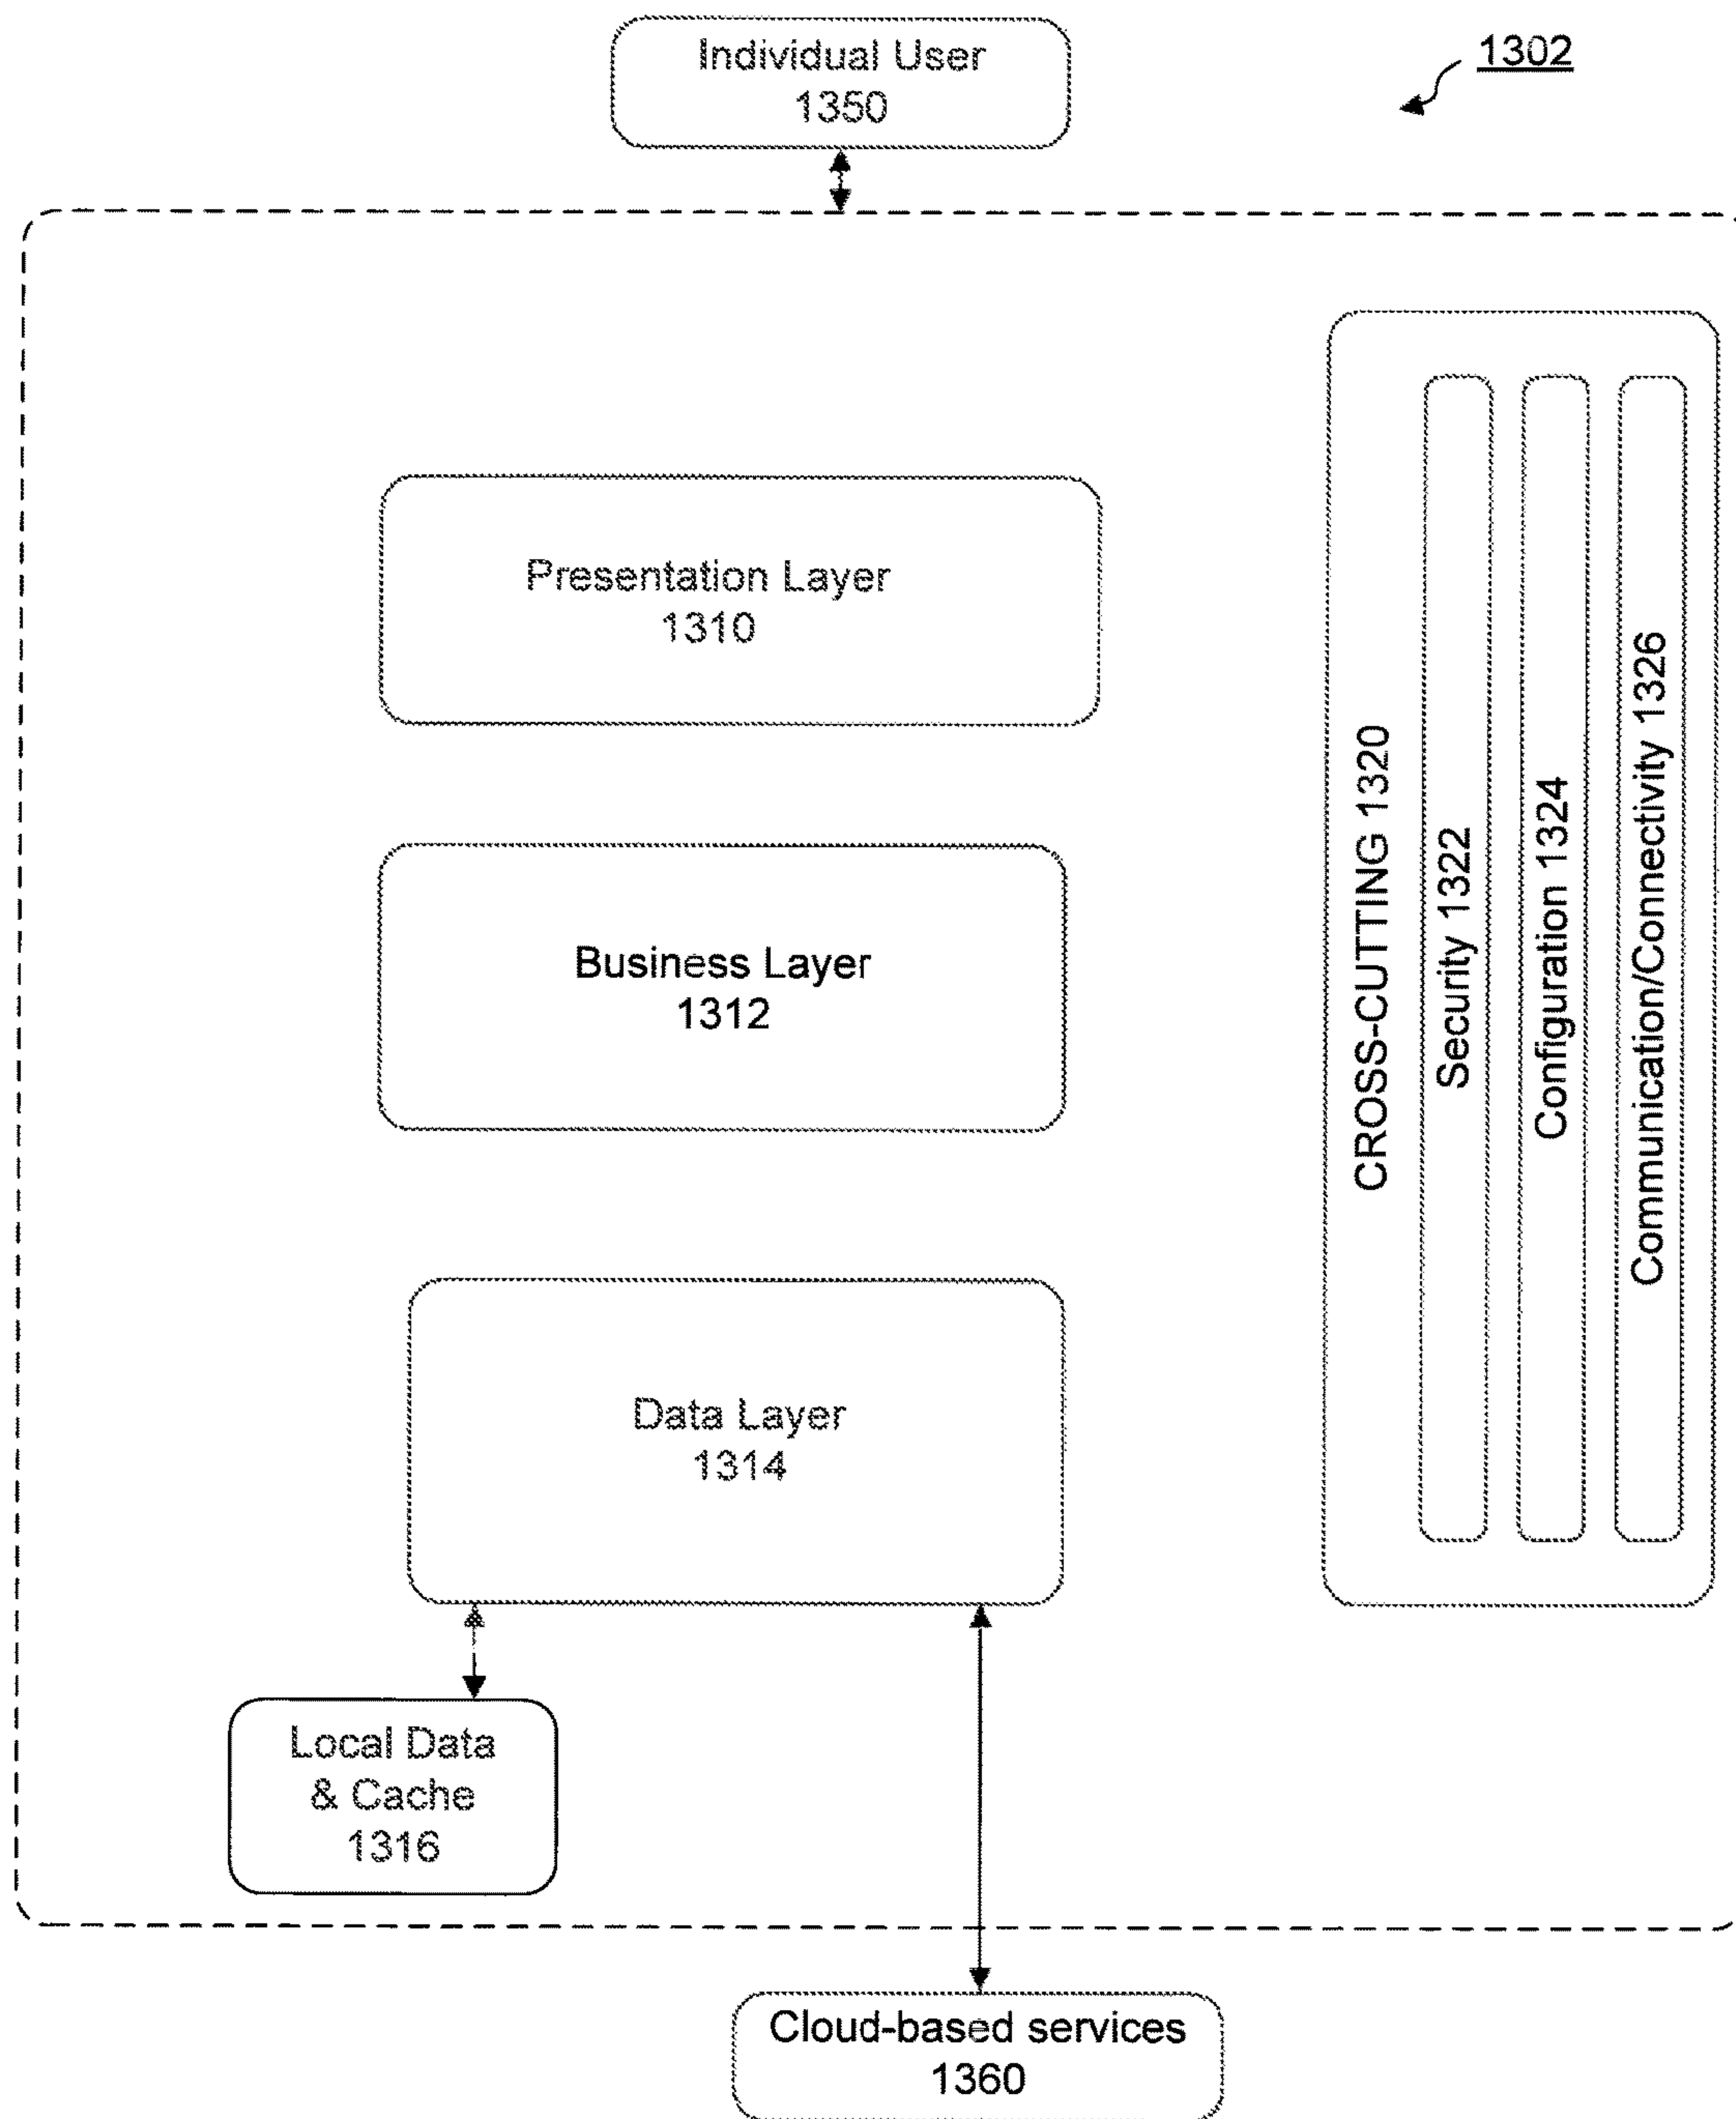 Individual User
1350
1302
Presentation Layer
1310
Business Layer
1312
Data Layer
1314
Local Data
& Cache
1316
CROSS-CUTTING 1320
Security 1322
Configuration 1324
Communication/Connectivity 1326
Cloud-based services
1360